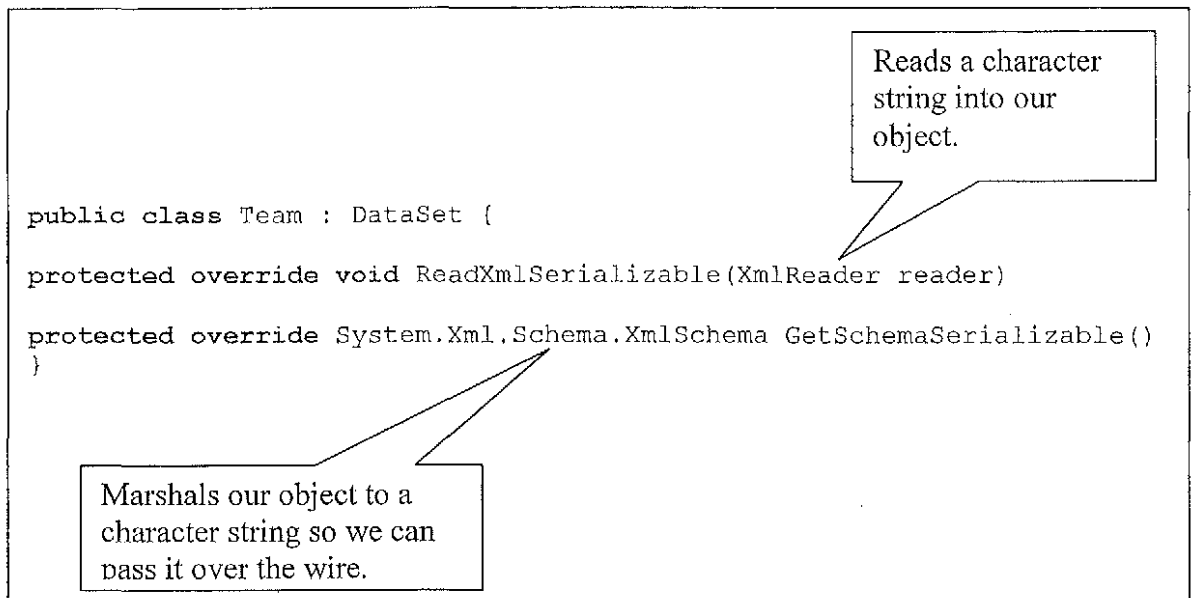 Reads a character
string into our
object.
public class Team : DataSet {
protected override void ReadXmlSerializable(XmlReader reader)
protected override System.Xml.Schema.XmlSchema GetSchemaSerializable()
}
Marshals our object to a
character string so we can
pass it over the wire.